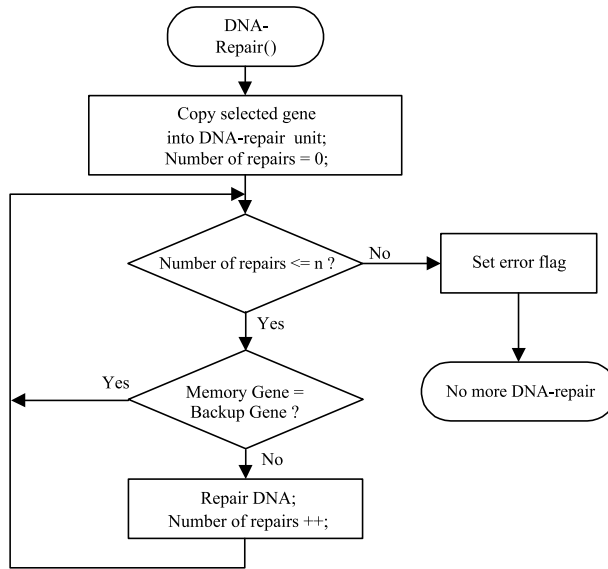 DNA-
Repair()
Copy selected gene
into DNA-repair unit;
Number of repairs = 0;
Number of repairs <= n ?
No
Set error flag
Yes
No more DNA-repair
Yes
Memory Gene =
Backup Gene ?
No
Repair DNA;
Number of repairs ++;